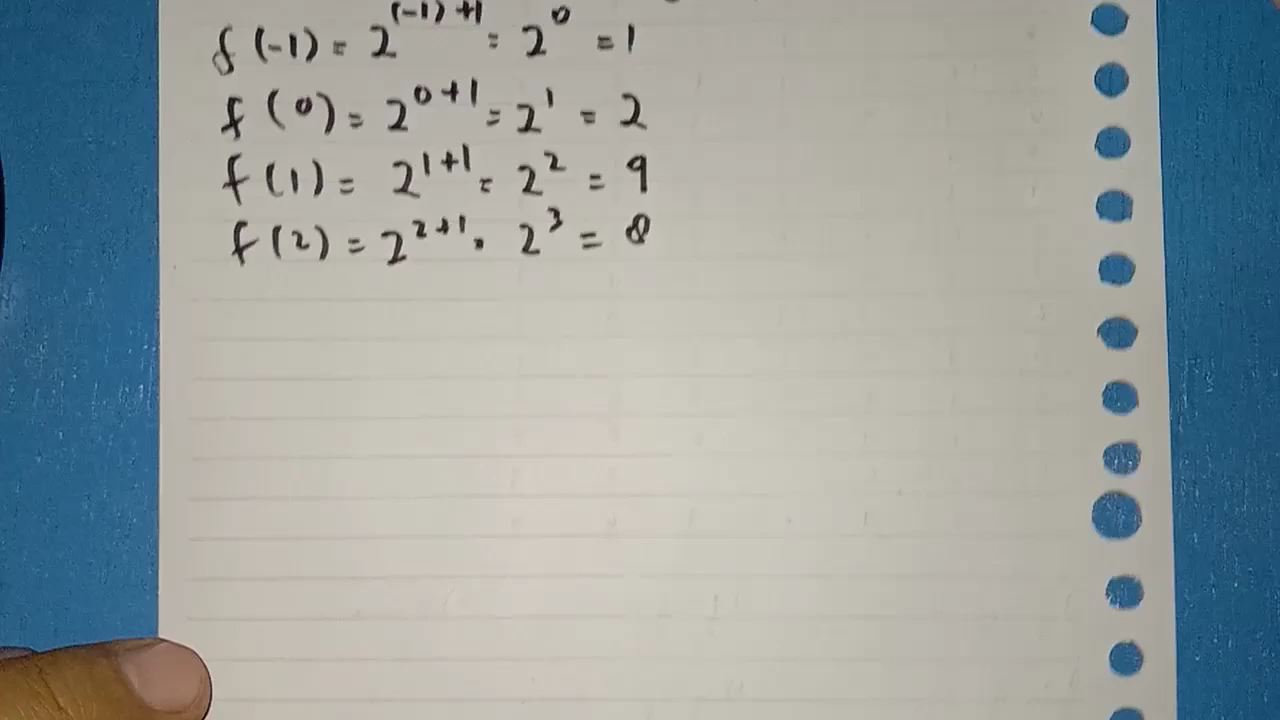 f(-1) = 2^(-1)+1 = 2^0 = 1
f(0) = 2^0+1 = 2^1 = 2
f(1) = 2^1+1 = 2^2 = 9
f(2) = 2^2+1 = 2^3 = 8